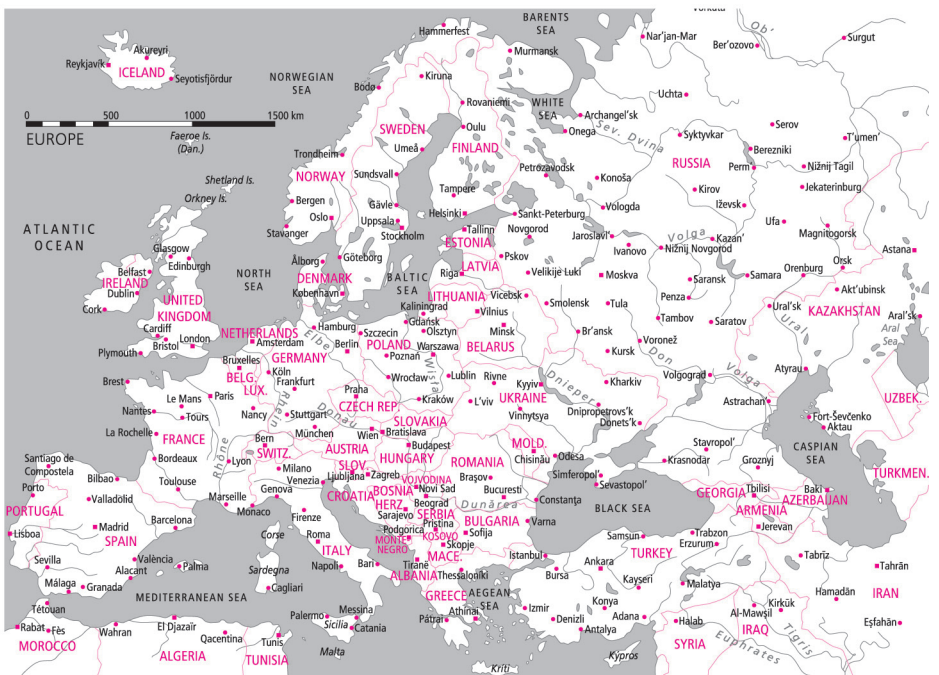 BARENTS
SEA
Hammerfest
Murmansk
Nar'jan-Mar
Vorkuta
Ob'
Ber'ozovo
Surgut
Akureyri
Reykjavík
ICELAND
Seyotisfjördur
NORWEGIAN
SEA
Bodø
Kiruna
Rovaniemi
WHITE
SEA
Uchta
Archangel'sk
Onega
Sev. Dvina
Serov
T'umen'
0
500
1000
1500 km
EUROPE
Faeroe Is.
(Dan.)
SWEDEN
Oulu
FINLAND
Umeå
Syktyvkar
RUSSIA
Berezniki
Perm
Nižnij Tagil
Trondheim
NORWAY
Sundsvall
Petrozavodsk
Konoša
Kirov
Jekaterinburg
Shetland Is.
Orkney Is.
Bergen
Oslo
Stavanger
Gävle
Uppsala
Stockholm
Tampere
Helsinki
Sankt-Peterburg
Vologda
Iževsk
Ufa
Magnitogorsk
ATLANTIC
OCEAN
Glasgow
Edinburgh
Tallinn
ESTONIA
Novgorod
Jaroslavl'
Ivanovo
Volga
Nižnij Novgorod
Kazan'
Astana
Orsk
NORTH
SEA
Ålborg
Göteborg
DENMARK
København
BALTIC
SEA
LATVIA
Riga
Pskov
Velikije Luki
Moskva
Saransk
Samara
Orenburg
Akt'ubinsk
Belfast
IRELAND
Dublin
Cork
UNITED
KINGDOM
LITHUANIA
Vicebsk
Vilnius
Smolensk
Tula
Penza
Ural'sk
KAZAKHSTAN
Kaliningrad
Gdańsk
Olsztyn
Minsk
BELARUS
Br'ansk
Tambov
Saratov
Ural
Aral'sk
Aral
Sea
Cardiff
Bristol
London
Plymouth
NETHERLANDS
Amsterdam
Hamburg
Elbe
Berlin
Szczecin
POLAND
Poznań
Warszawa
Wisła
Voronež
Kursk
Don
Bruxelles
BELG.
LUX.
GERMANY
Köln
Frankfurt
Rhein
Wrocław
Lublin
Rivne
Kyyiv
Kharkiv
Volgograd
Volga
Atyrau
Brest
Le Mans
Paris
Nancy
Praha
CZECH REP.
Kraków
L'viv
UKRAINE
Dnieper
Vinnytsya
Dnipropetrovs'k
Donets'k
Astrachan'
UZBEK.
Nantes
Tours
Stuttgart
Donau
München
SLOVAKIA
Wien
Bratislava
Fort-Ševčenko
Aktau
La Rochelle
FRANCE
Bern
SWITZ.
AUSTRIA
Budapest
HUNGARY
MOLD.
Chisinău
Stavropol'
CASPIAN
SEA
Bordeaux
Rhône
Lyon
Milano
SLOV.
Ljubljana
Zagreb
ROMANIA
Odesa
Krasnodar
Groznyj
Santiago de
Compostela
Bilbao
Toulouse
Venezia
CROATIA
VOJVODINA
Novi Sad
Braşov
Simferopol'
Sevastopol'
TURKMEN.
Porto
Valladolid
Marseille
Monaco
Genova
BOSNIA
HERZ.
Beograd
Bucuresti
Constanţa
GEORGIA
Tbilisi
Baki
AZERBAIJAN
PORTUGAL
Firenze
Sarajevo
SERBIA
Dunărea
BLACK SEA
ARMENIA
Jerevan
Madrid
SPAIN
Barcelona
Corse
Roma
ITALY
Podgorica
MONTE
NEGRO
Pristina
KOSOVO
BULGARIA
Sofija
Varna
Lisboa
València
Skopje
MACE.
Samsun
Trabzon
Erzurum
Sevilla
Alacant
Palma
Sardegna
Napoli
Bari
Tiranë
ALBANIA
Thessaloníki
Istanbul
Bursa
Ankara
TURKEY
Tabrīz
Tahrān
Málaga
Granada
Cagliari
Kayseri
Malatya
MEDITERRANEAN SEA
GREECE
AEGEAN
SEA
Hamadān
IRAN
Tétouan
Palermo
Messina
Sicilia
Catania
Pátrai
Athínai
Izmir
Denizli
Konya
Adana
Al-Mawşil
Kirkūk
Rabat
Fès
MOROCCO
Wahran
El Djazaïr
Qacentina
Tunis
Antalya
Halab
Eşfahān
ALGERIA
TUNISIA
Malta
Kríti
Kýpros
SYRIA
IRAQ
Euphrates
Tigris